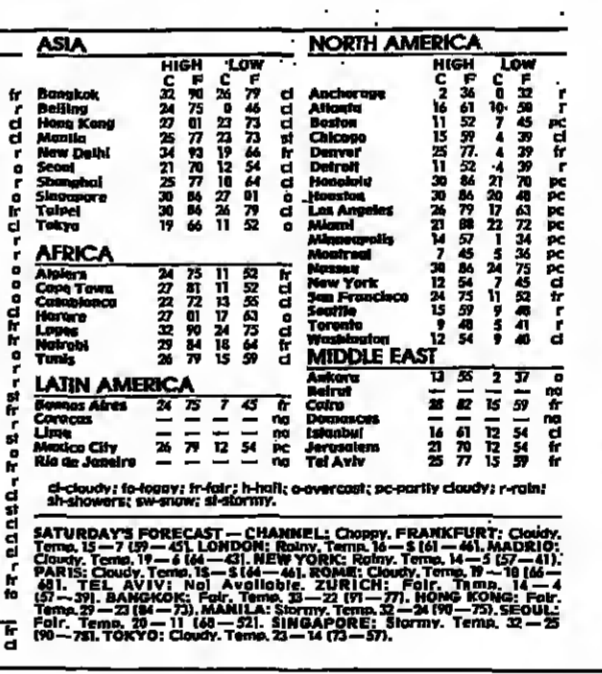 ASIA
HIGH LOW
C F C F
fr Bangkok 32 90 26 79 cl
r Beijing 24 75 0 46 cl
cl Hong Kong 27 81 23 73 cl
cl Manila 25 77 23 73 st
r New Delhi 34 93 19 66 fr
o Seoul 21 70 12 54 cl
r Shanghai 25 77 18 64 cl
o Singapore 30 86 27 81 o
fr Taipei 30 86 26 79 cl
cl Tokyo 19 66 11 52 o
AFRICA
Algiers 24 75 11 52 fr
Cape Town 27 81 11 52 cl
Casablanca 22 72 13 55 cl
Harare 27 81 17 63 o
Lagos 32 90 24 75 cl
Nairobi 29 84 18 64 fr
Tunis 26 79 15 59 cl
LATIN AMERICA
Buenos Aires 24 75 7 45 fr
Caracas — — — — na
Lima — — — — na
Mexico City 26 79 12 54 pc
Rio de Janeiro — — — — na
NORTH AMERICA
HIGH LOW
C F C F
Anchorage 2 36 0 32 r
Atlanta 16 61 10 50 r
Boston 11 52 7 45 pc
Chicago 15 59 4 39 cl
Denver 25 77 4 39 fr
Detroit 11 52 4 39 r
Honolulu 30 86 21 70 pc
Houston 30 86 20 68 pc
Los Angeles 26 79 17 63 pc
Miami 31 88 22 72 pc
Minneapolis 14 57 1 34 pc
Montreal 7 45 5 36 pc
Nassau 30 86 24 75 pc
New York 12 54 7 45 cl
San Francisco 24 75 11 52 fr
Seattle 15 59 9 48 r
Toronto 9 48 5 41 r
Washington 12 54 9 48 cl
MIDDLE EAST
Ankara 13 55 2 37 o
Beirut — — — — na
Cairo 28 82 15 59 fr
Damascus — — — — na
Istanbul 16 61 12 54 cl
Jerusalem 21 70 12 54 fr
Tel Aviv 25 77 15 59 fr
cl-cloudy; fo-foggy; fr-fair; h-hail; o-overcast; pc-partly cloudy; r-rain;
sh-showers; sw-snow; st-stormy.
SATURDAY'S FORECAST — CHANNEL: Choppy. FRANKFURT: Cloudy.
Temp. 15—7 (59—45). LONDON: Rainy. Temp. 16—8 (61—46). MADRID:
Cloudy. Temp. 19—6 (66—43). NEW YORK: Rainy. Temp. 14—5 (57—41).
PARIS: Cloudy. Temp. 18—8 (64—46). ROME: Cloudy. Temp. 19—18 (66—
68). TEL AVIV: Not Available. ZURICH: Fair. Temp. 14—4
(57—39). BANGKOK: Fair. Temp. 33—22 (91—77). HONG KONG: Fair.
Temp. 29—23 (84—73). MANILA: Stormy. Temp. 32—24 (90—75). SEOUL:
Fair. Temp. 20—11 (68—52). SINGAPORE: Stormy. Temp. 32—25
(90—78). TOKYO: Cloudy. Temp. 23—14 (73—57).